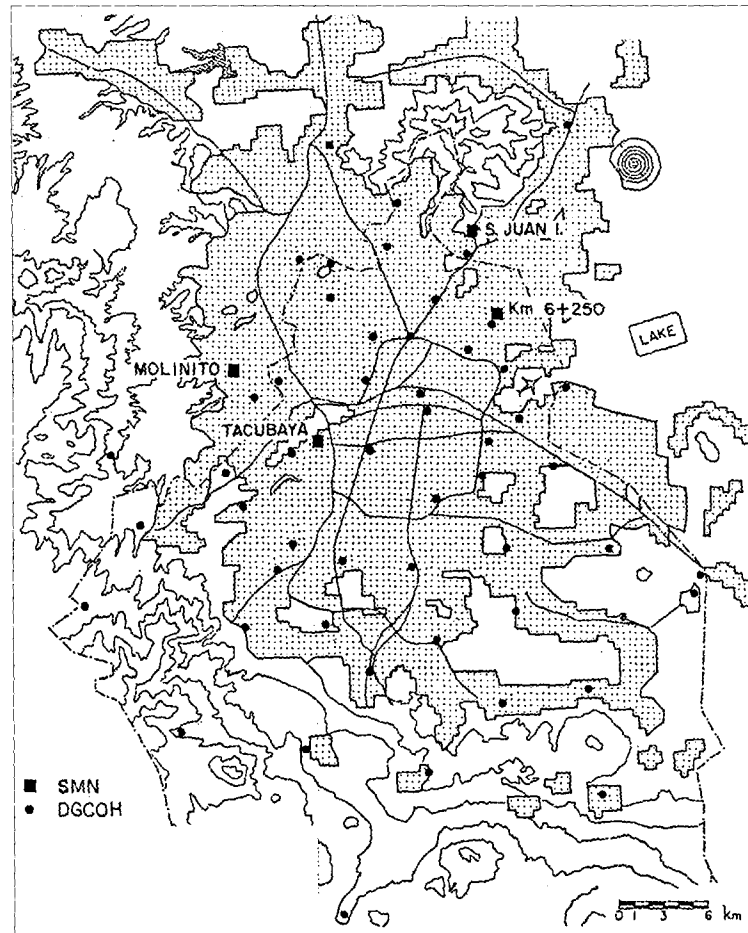 S. JUAN I.
Km 6+250
LAKE
MOLINITO
TACUBAYA
SMN
DGCOH
0 1 3 6 km